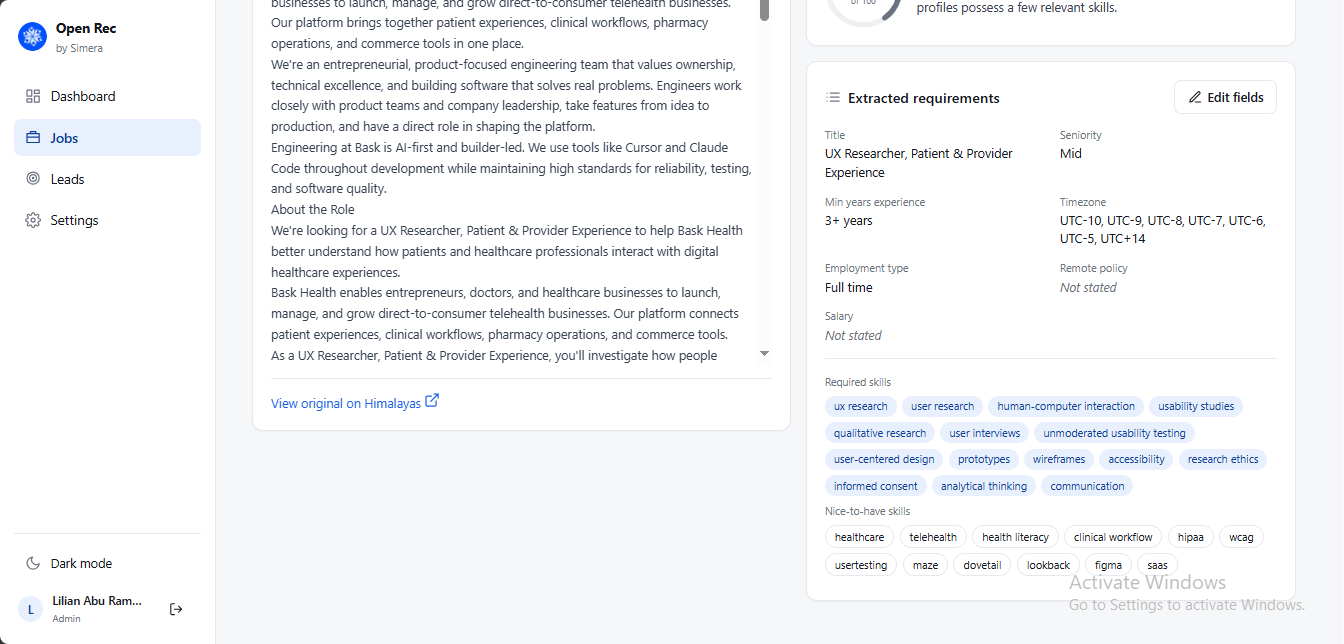 Open Rec
by Simera
Dashboard
Jobs
Leads
Settings
Dark mode
L
Lilian Abu Ram...
Admin
businesses to launch, manage, and grow direct-to-consumer telehealth businesses.
Our platform brings together patient experiences, clinical workflows, pharmacy
operations, and commerce tools in one place.
We're an entrepreneurial, product-focused engineering team that values ownership,
technical excellence, and building software that solves real problems. Engineers work
closely with product teams and company leadership, take features from idea to
production, and have a direct role in shaping the platform.
Engineering at Bask is AI-first and builder-led. We use tools like Cursor and Claude
Code throughout development while maintaining high standards for reliability, testing,
and software quality.
About the Role
We're looking for a UX Researcher, Patient & Provider Experience to help Bask Health
better understand how patients and healthcare professionals interact with digital
healthcare experiences.
Bask Health enables entrepreneurs, doctors, and healthcare businesses to launch,
manage, and grow direct-to-consumer telehealth businesses. Our platform connects
patient experiences, clinical workflows, pharmacy operations, and commerce tools.
As a UX Researcher, Patient & Provider Experience, you'll investigate how people
View original on Himalayas
of 100
profiles possess a few relevant skills.
Extracted requirements
Edit fields
Title
UX Researcher, Patient & Provider
Experience
Seniority
Mid
Min years experience
3+ years
Timezone
UTC-10, UTC-9, UTC-8, UTC-7, UTC-6,
UTC-5, UTC+14
Employment type
Full time
Remote policy
Not stated
Salary
Not stated
Required skills
ux research user research human-computer interaction usability studies
qualitative research user interviews unmoderated usability testing
user-centered design prototypes wireframes accessibility research ethics
informed consent analytical thinking communication
Nice-to-have skills
healthcare telehealth health literacy clinical workflow hipaa wcag
usertesting maze dovetail lookback figma saas
Activate Windows
Go to Settings to activate Windows.